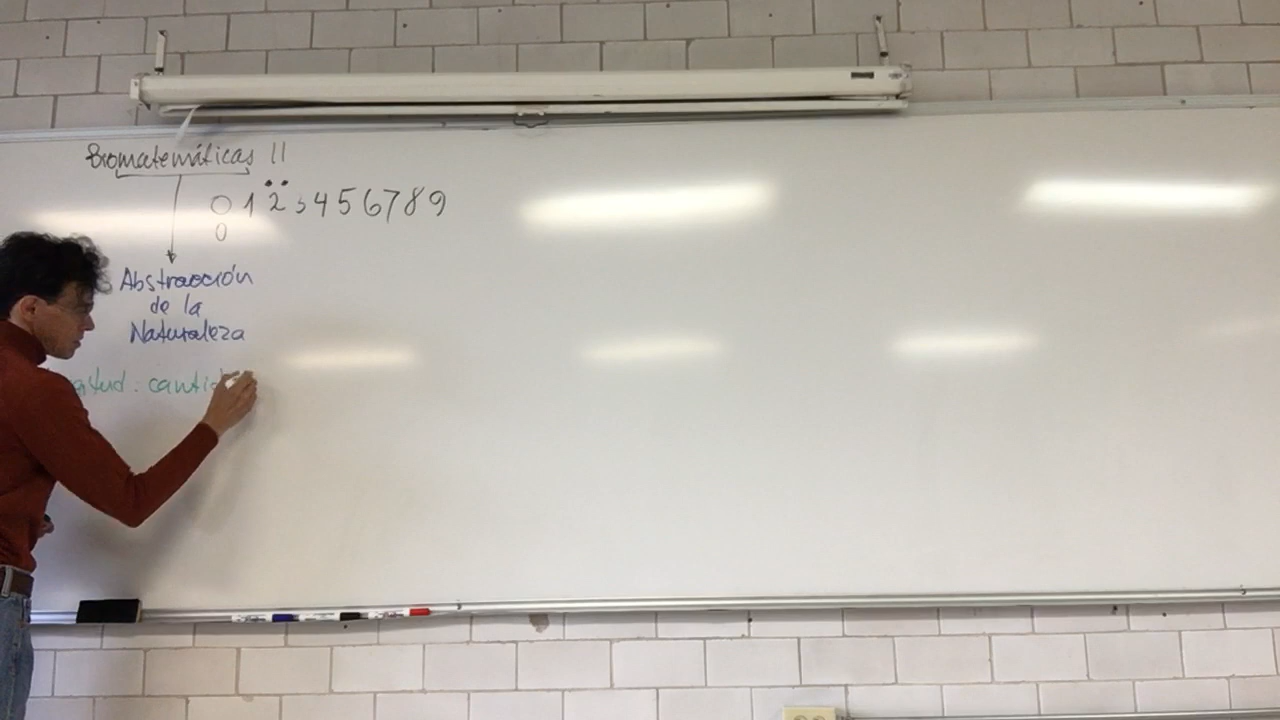 Biomatemáticas II
0 1 2 3 4 5 6 7 8 9
0
Abstracción
de la
Naturaleza